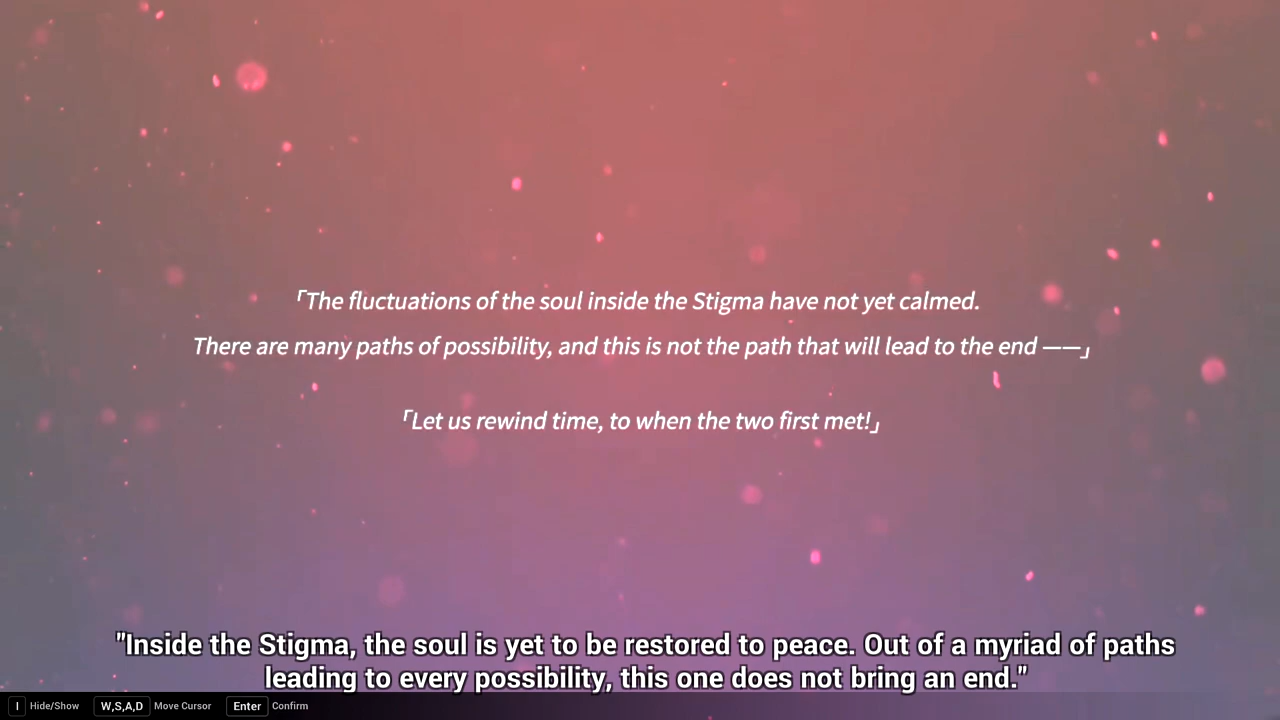 「The fluctuations of the soul inside the Stigma have not yet calmed.
There are many paths of possibility, and this is not the path that will lead to the end ——」
「Let us rewind time, to when the two first met!」
"Inside the Stigma, the soul is yet to be restored to peace. Out of a myriad of paths
leading to every possibility, this one does not bring an end."
I Hide/Show W,S,A,D Move Cursor Enter Confirm